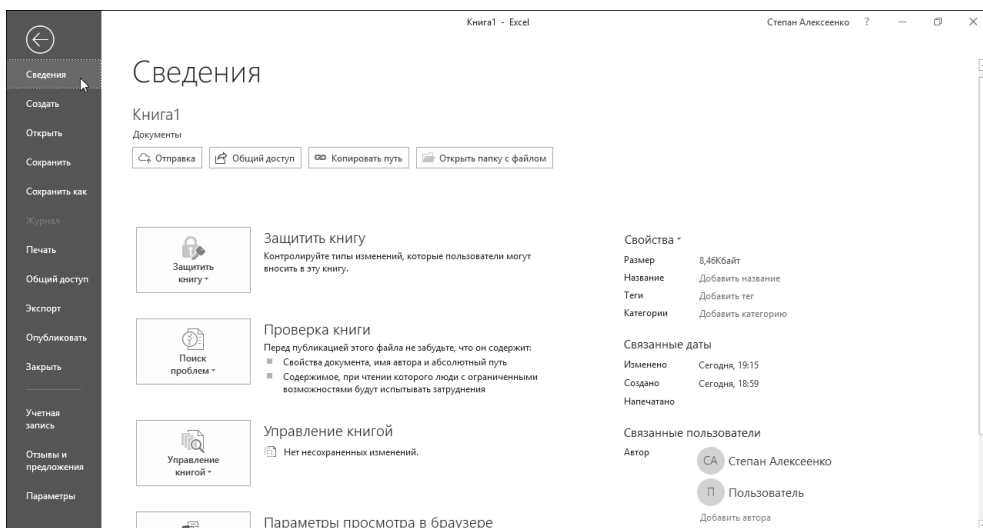 Книга1 - Excel
Степан Алексеенко ?
Сведения
Создать
Открыть
Сохранить
Сохранить как
Журнал
Печать
Общий доступ
Экспорт
Опубликовать
Закрыть
Учетная
запись
Отзывы и
предложения
Параметры
Сведения
Книга1
Документы
Отправка
Общий доступ
Копировать путь
Открыть папку с файлом
Защитить
книгу
Защитить книгу
Контролируйте типы изменений, которые пользователи могут
вносить в эту книгу.
Поиск
проблем
Проверка книги
Перед публикацией этого файла не забудьте, что он содержит:
Свойства документа, имя автора и абсолютный путь
Содержимое, при чтении которого люди с ограниченными
возможностями будут испытывать затруднения
Управление
книгой
Управление книгой
Нет несохраненных изменений.
Параметры просмотра в браузере
Свойства
Размер 8,46Кбайт
Название Добавить название
Теги Добавить тег
Категории Добавить категорию
Связанные даты
Изменено Сегодня, 19:15
Создано Сегодня, 18:59
Напечатано
Связанные пользователи
Автор
СА Степан Алексеенко
П Пользователь
Добавить автора